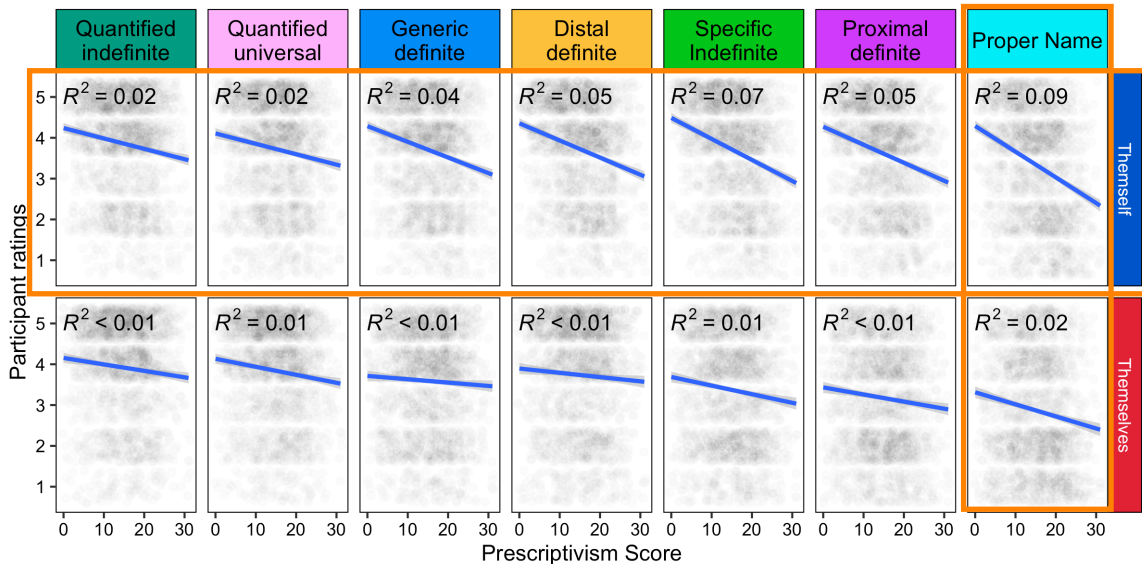 Quantified indefinite
Quantified universal
Generic definite
Distal definite
Specific Indefinite
Proximal definite
Proper Name
Participant ratings
5
4
3
2
1
R² = 0.02
R² = 0.02
R² = 0.04
R² = 0.05
R² = 0.07
R² = 0.05
R² = 0.09
Themself
5
4
3
2
1
R² < 0.01
R² = 0.01
R² < 0.01
R² < 0.01
R² = 0.01
R² < 0.01
R² = 0.02
Themselves
0 10 20 30
0 10 20 30
0 10 20 30
0 10 20 30
0 10 20 30
0 10 20 30
0 10 20 30
Prescriptivism Score